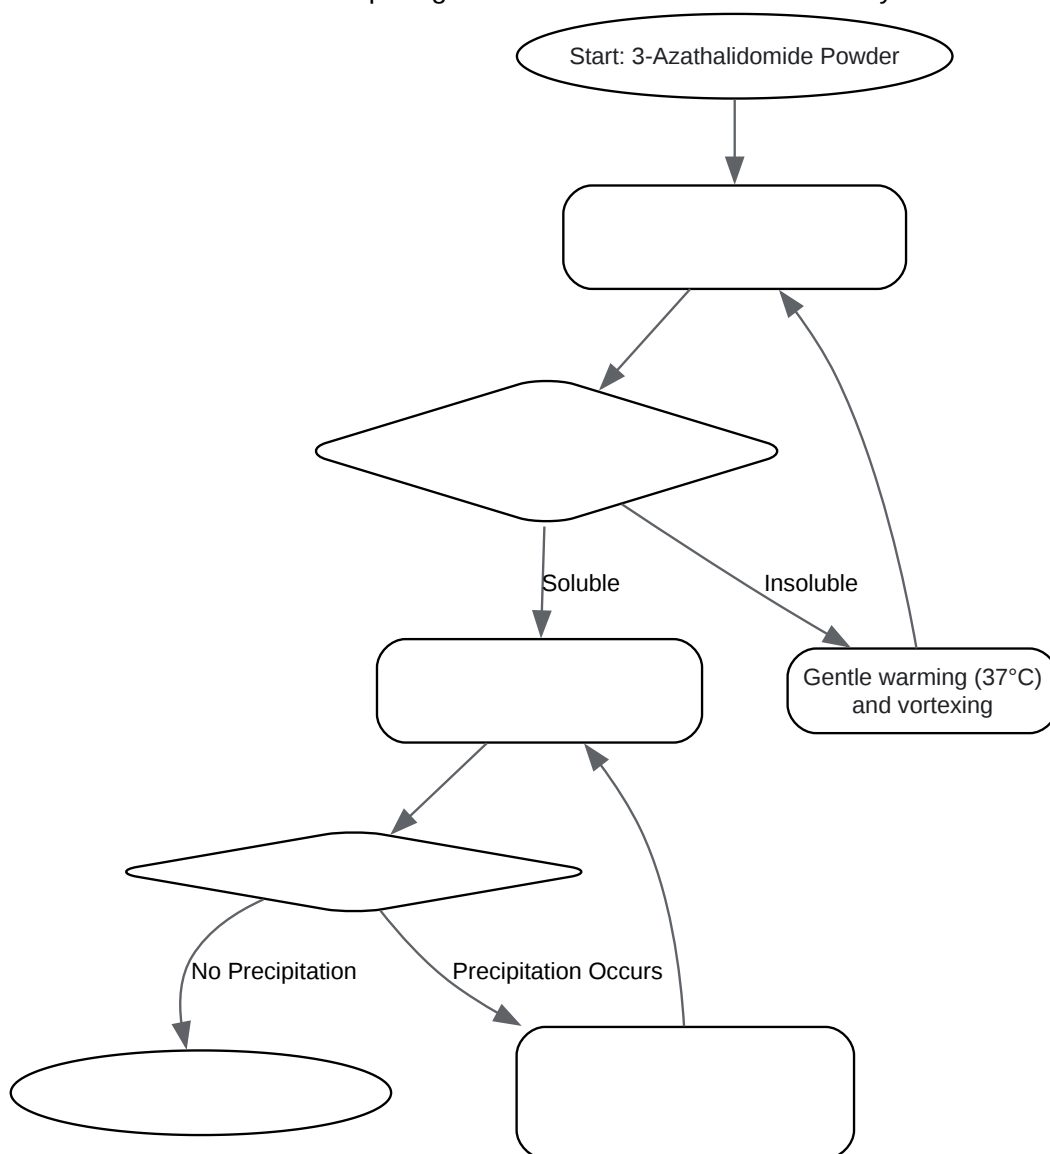 Start: 3-Azathalidomide Powder
Soluble
Insoluble
Gentle warming (37°C)
and vortexing
No Precipitation
Precipitation Occurs